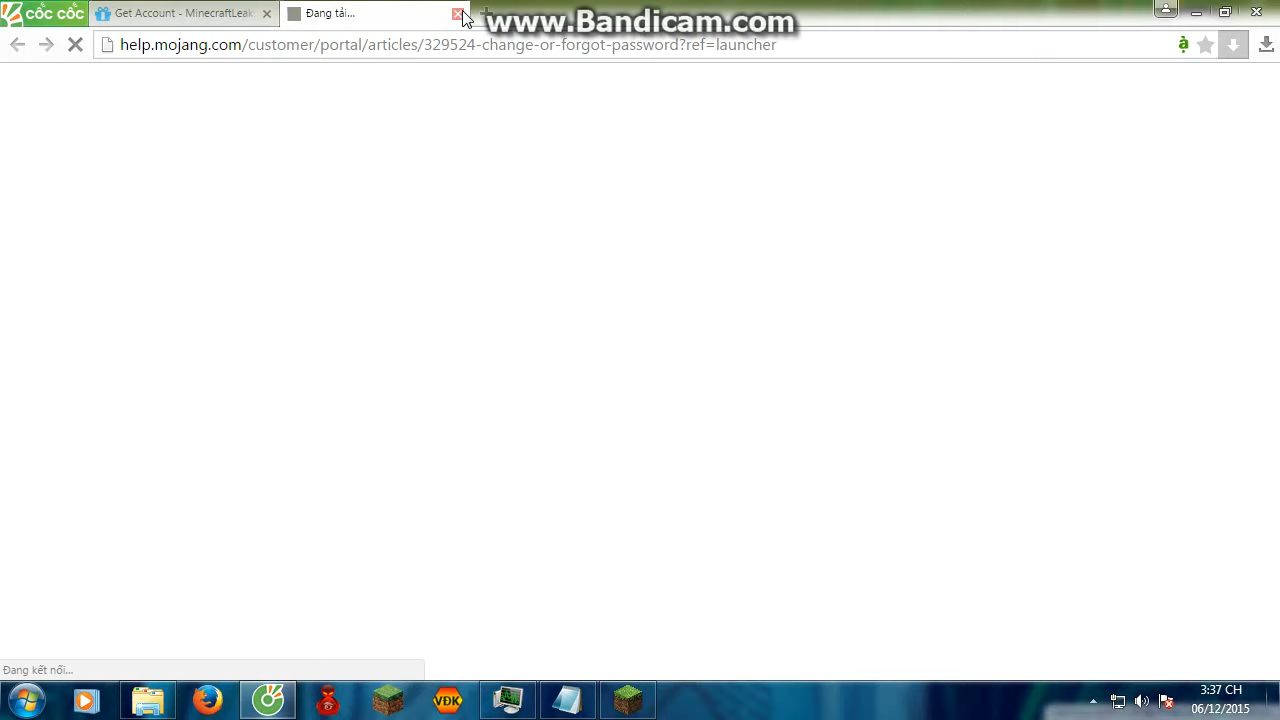 CỐC CỐC
Get Account - MinecraftLeak
Đang tải...
www.Bandicam.com
help.mojang.com/customer/portal/articles/329524-change-or-forgot-password?ref=launcher
Đang kết nối...
VĐK
3:37 CH
06/12/2015